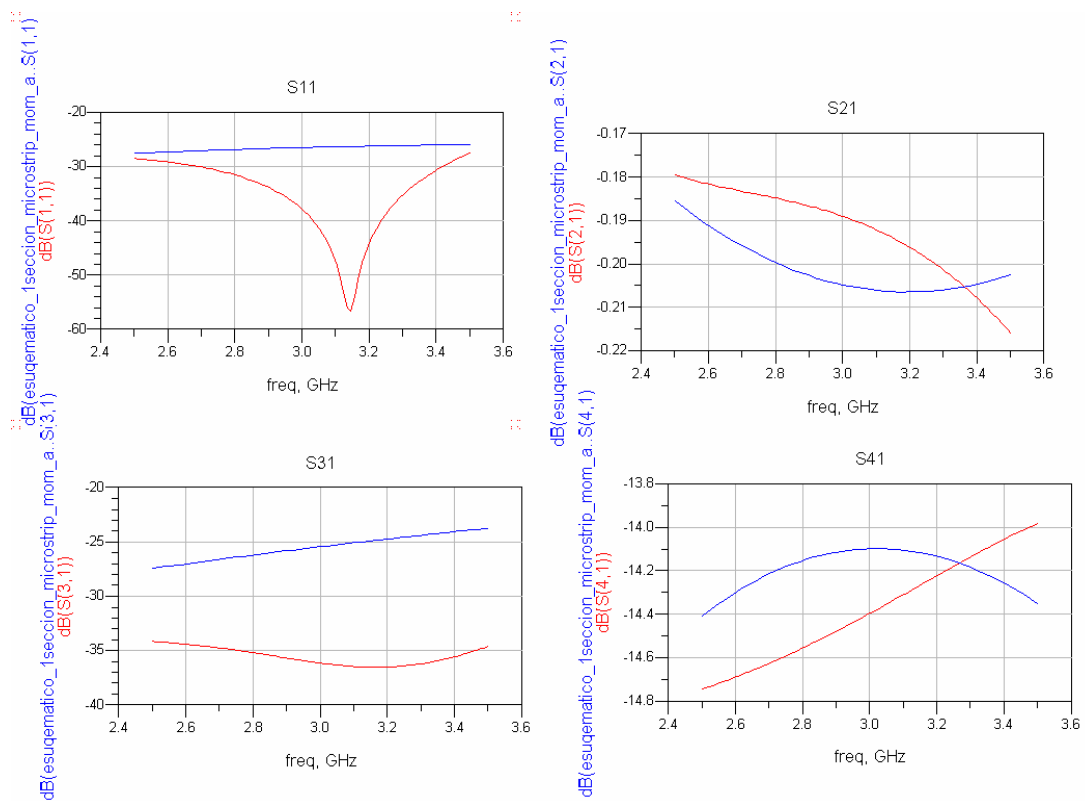 dB(esuqematico_1seccion_microstrip_mom_a..S(1,1)
dB(S(1,1))
S11
-20
-30
-40
-50
-60
2.4 2.6 2.8 3.0 3.2 3.4 3.6
freq, GHz
dB(esuqematico_1seccion_microstrip_mom_a..S(2,1)
dB(S(2,1))
S21
-0.17
-0.18
-0.19
-0.20
-0.21
-0.22
2.4 2.6 2.8 3.0 3.2 3.4 3.6
freq, GHz
dB(esuqematico_1seccion_microstrip_mom_a..S(3,1)
dB(S(3,1))
S31
-20
-25
-30
-35
-40
2.4 2.6 2.8 3.0 3.2 3.4 3.6
freq, GHz
dB(esuqematico_1seccion_microstrip_mom_a..S(4,1)
dB(S(4,1))
S41
-13.8
-14.0
-14.2
-14.4
-14.6
-14.8
2.4 2.6 2.8 3.0 3.2 3.4 3.6
freq, GHz